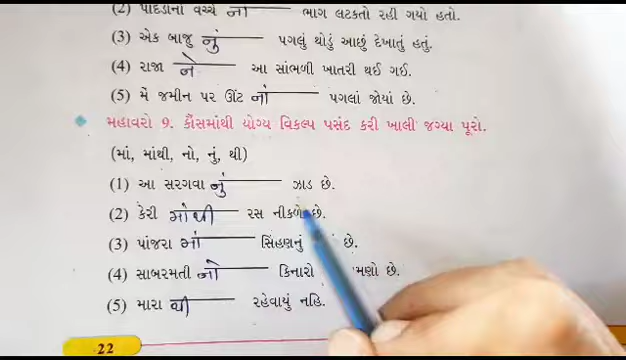 (2) પાંદડાંના વચ્ચે નો ભાગ લટકતો રહી ગયો હતો.
(3) એક બાજુ નું પગલું થોડું આછું દેખાતું હતું.
(4) રાજા ને આ સાંભળી ખાતરી થઈ ગઈ.
(5) મેં જમીન પર ઊંટ નાં પગલાં જોયાં છે.
મહાવરો 9. કૌંસમાંથી યોગ્ય વિકલ્પ પસંદ કરી ખાલી જગ્યા પૂરો.
(માં, માંથી, નો, નું, થી)
(1) આ સરગવા નું ઝાડ છે.
(2) કેરી માંથી રસ નીકળે છે.
(3) પાંજરા માં સિંહણનું છે.
(4) સાબરમતી નો કિનારો મણો છે.
(5) મારા થી રહેવાયું નહિ.
22